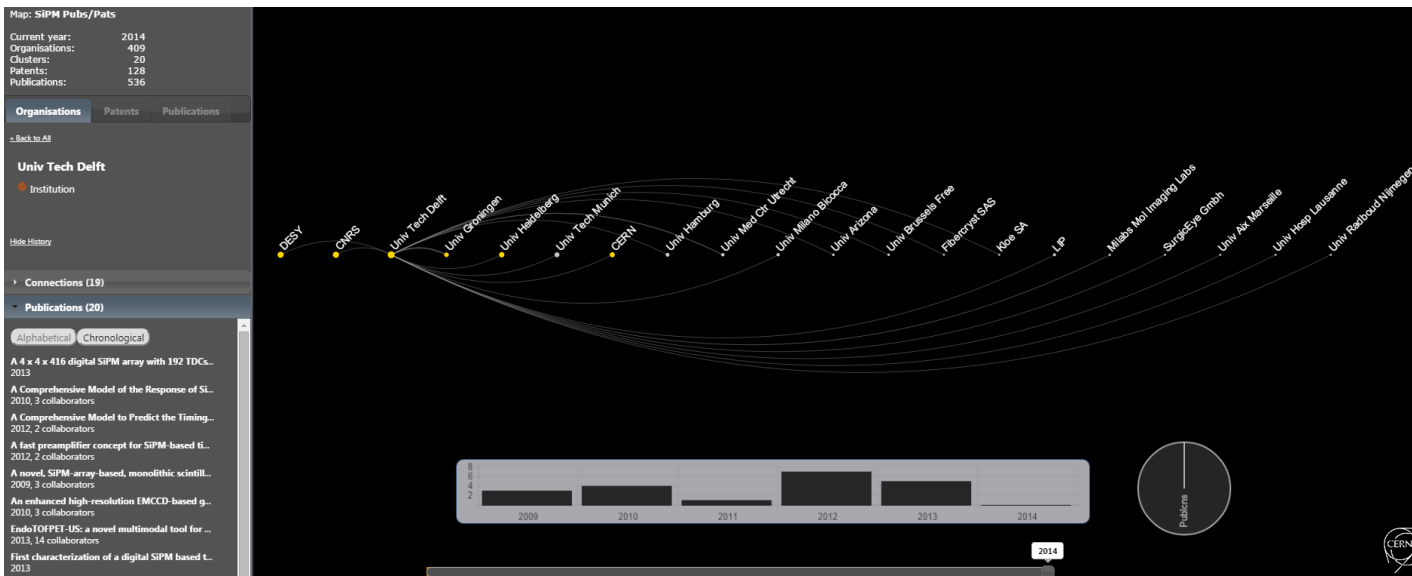 Map: SiPM Pubs/Pats
Current year: 2014
Organisations: 409
Clusters: 20
Patents: 128
Publications: 536
Organisations Patents Publications
« Back to All
Univ Tech Delft
Institution
Hide History
Connections (19)
Publications (20)
Alphabetical Chronological
A 4 x 4 x 416 digital SiPM array with 192 TDCs...
2013
A Comprehensive Model of the Response of Si...
2010, 3 collaborators
A Comprehensive Model to Predict the Timing...
2012, 2 collaborators
A fast preamplifier concept for SiPM-based ti...
2012, 2 collaborators
A novel, SiPM-array-based, monolithic scintill...
2009, 3 collaborators
An enhanced high-resolution EMCCD-based g...
2010, 3 collaborators
EndoTOFPET-US: a novel multimodal tool for ...
2013, 14 collaborators
First characterization of a digital SiPM based t...
2013
DESY
CNRS
Univ Tech Delft
Univ Groningen
Univ Heidelberg
Univ Tech Munich
CERN
Univ Hamburg
Univ Med Ctr Utrecht
Univ Milano Bicocca
Univ Arizona
Univ Brussels Free
Fibercryst SAS
Kloe SA
LIP
Milabs Mol Imaging Labs
SurgicEye Gmbh
Univ Aix Marseille
Univ Hosp Lausanne
Univ Radboud Nijmegen
8
6
4
2
2009 2010 2011 2012 2013 2014
Publcns
2014
CERN